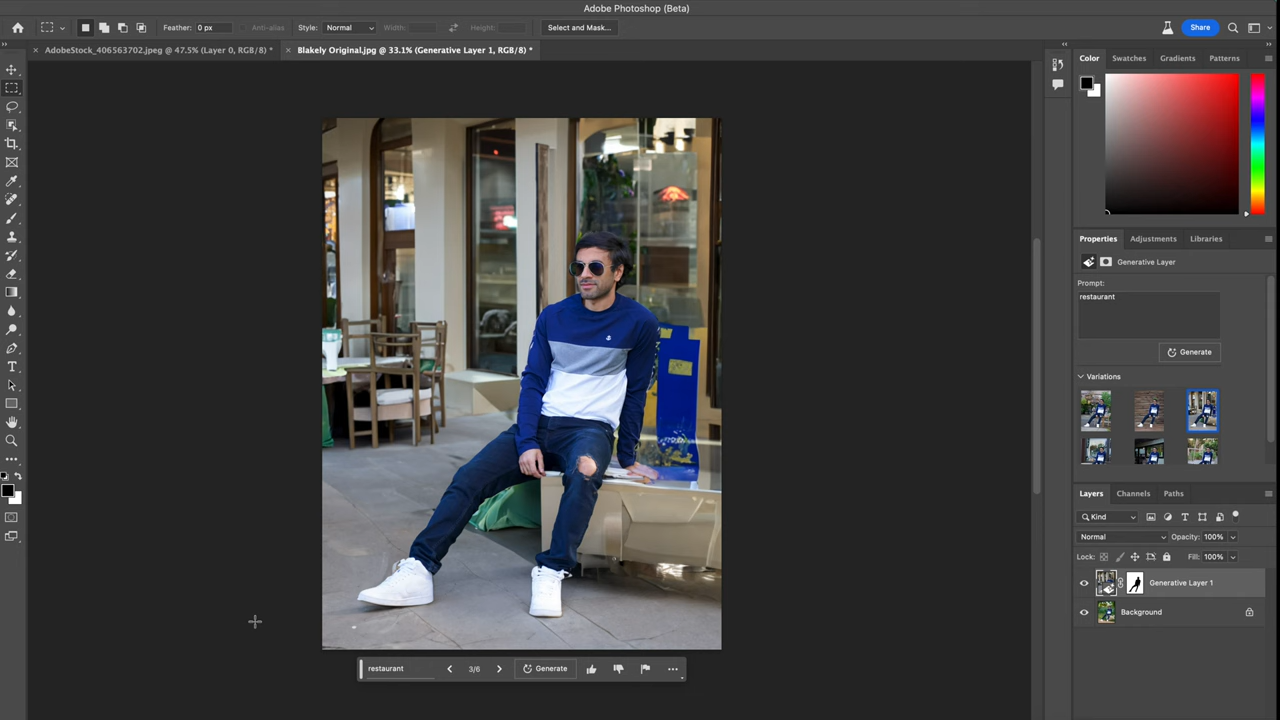 Adobe Photoshop (Beta)
Feather: 0 px Anti-alias Style: Normal Width: Height: Select and Mask... Share
AdobeStock_406563702.jpeg @ 47.5% (Layer 0, RGB/8) * Blakely Original.jpg @ 33.1% (Generative Layer 1, RGB/8) *
Color Swatches Gradients Patterns
Properties Adjustments Libraries
Generative Layer
Prompt:
restaurant
Generate
Variations
Layers Channels Paths
Kind
Normal Opacity: 100%
Lock: Fill: 100%
Generative Layer 1
Background
restaurant 3/6 Generate